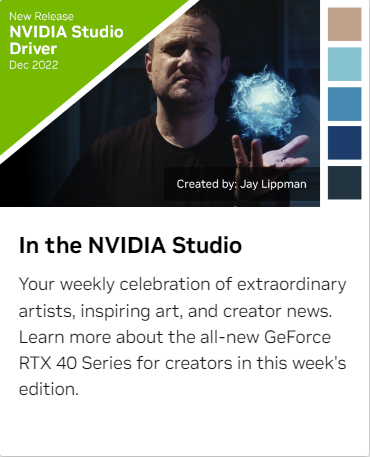 New Release
NVIDIA Studio
Driver
Dec 2022
Created by: Jay Lippman
In the NVIDIA Studio
Your weekly celebration of extraordinary
artists, inspiring art, and creator news.
Learn more about the all-new GeForce
RTX 40 Series for creators in this week's
edition.